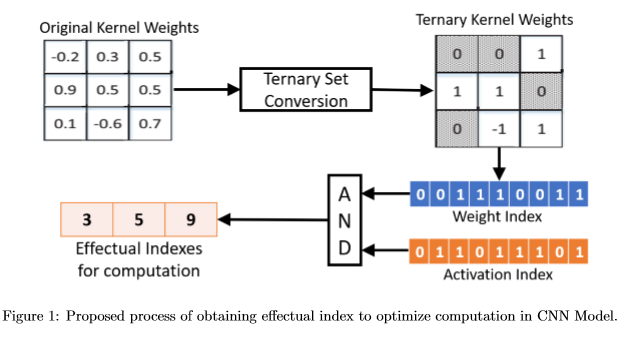 Original Kernel Weights
-0.2 0.3 0.5
0.9 0.5 0.5
0.1 -0.6 0.7
Ternary Set
Conversion
Ternary Kernel Weights
0 0 1
1 1 0
0 -1 1
0 0 1 1 1 0 0 1 1
Weight Index
0 1 1 0 1 1 1 0 1
Activation Index
A
N
D
3 5 9
Effectual Indexes
for computation
Figure 1: Proposed process of obtaining effectual index to optimize computation in CNN Model.